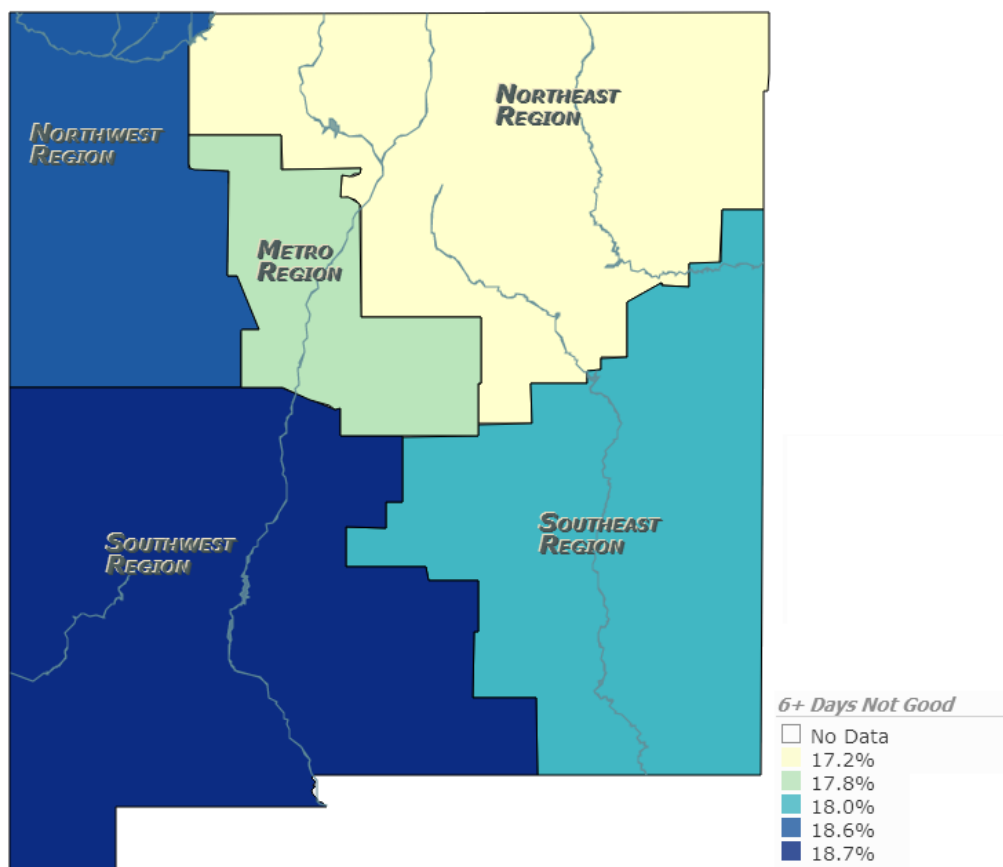 Northeast
Region
Northwest
Region
Metro
Region
Southeast
Region
Southwest
Region
6+ Days Not Good
No Data
17.2%
17.8%
18.0%
18.6%
18.7%